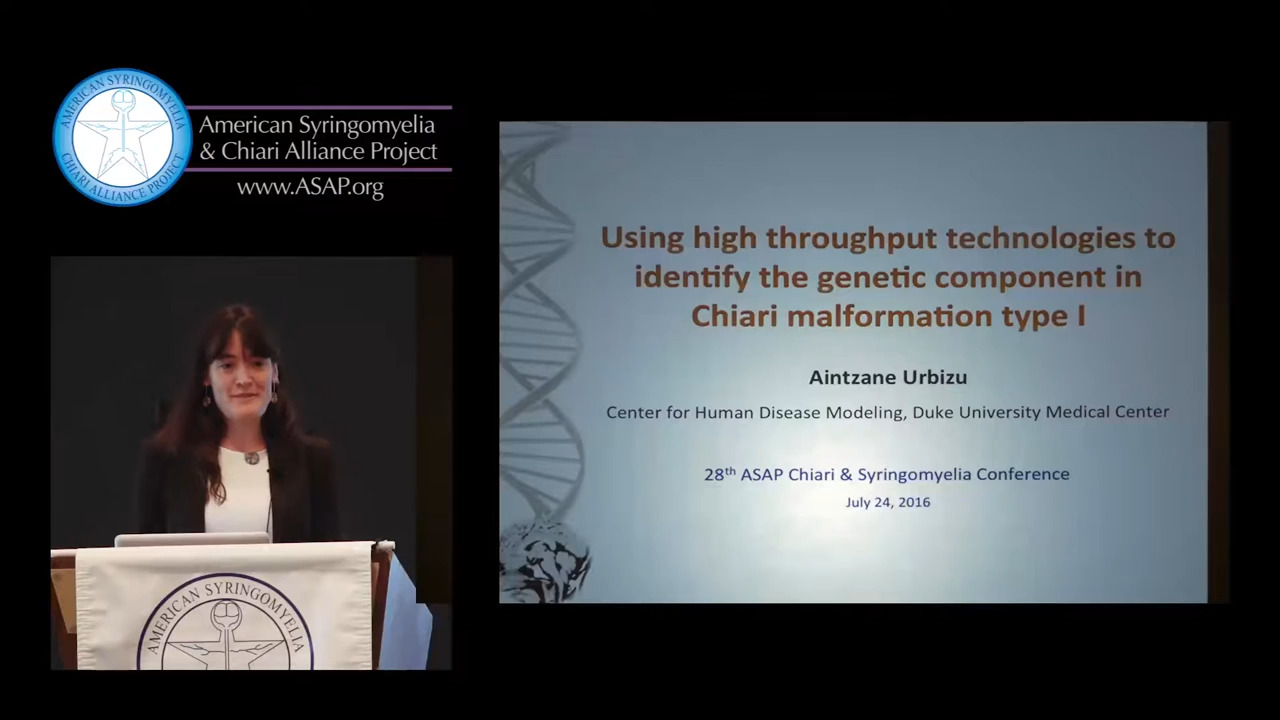 AMERICAN SYRINGOMYELIA
CHIARI ALLIANCE PROJECT
American Syringomyelia
& Chiari Alliance Project
www.ASAP.org
Using high throughput technologies to
identify the genetic component in
Chiari malformation type I
Aintzane Urbizu
Center for Human Disease Modeling, Duke University Medical Center
28th ASAP Chiari & Syringomyelia Conference
July 24, 2016
AMERICAN SYRINGOMYELIA